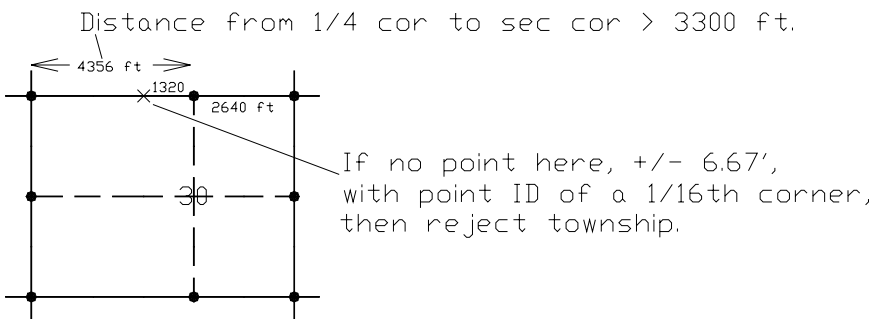 Distance from 1/4 cor to sec cor > 3300 ft.
4356 ft
1320
2640 ft
If no point here, +/- 6.67',
with point ID of a 1/16th corner,
then reject township.
30